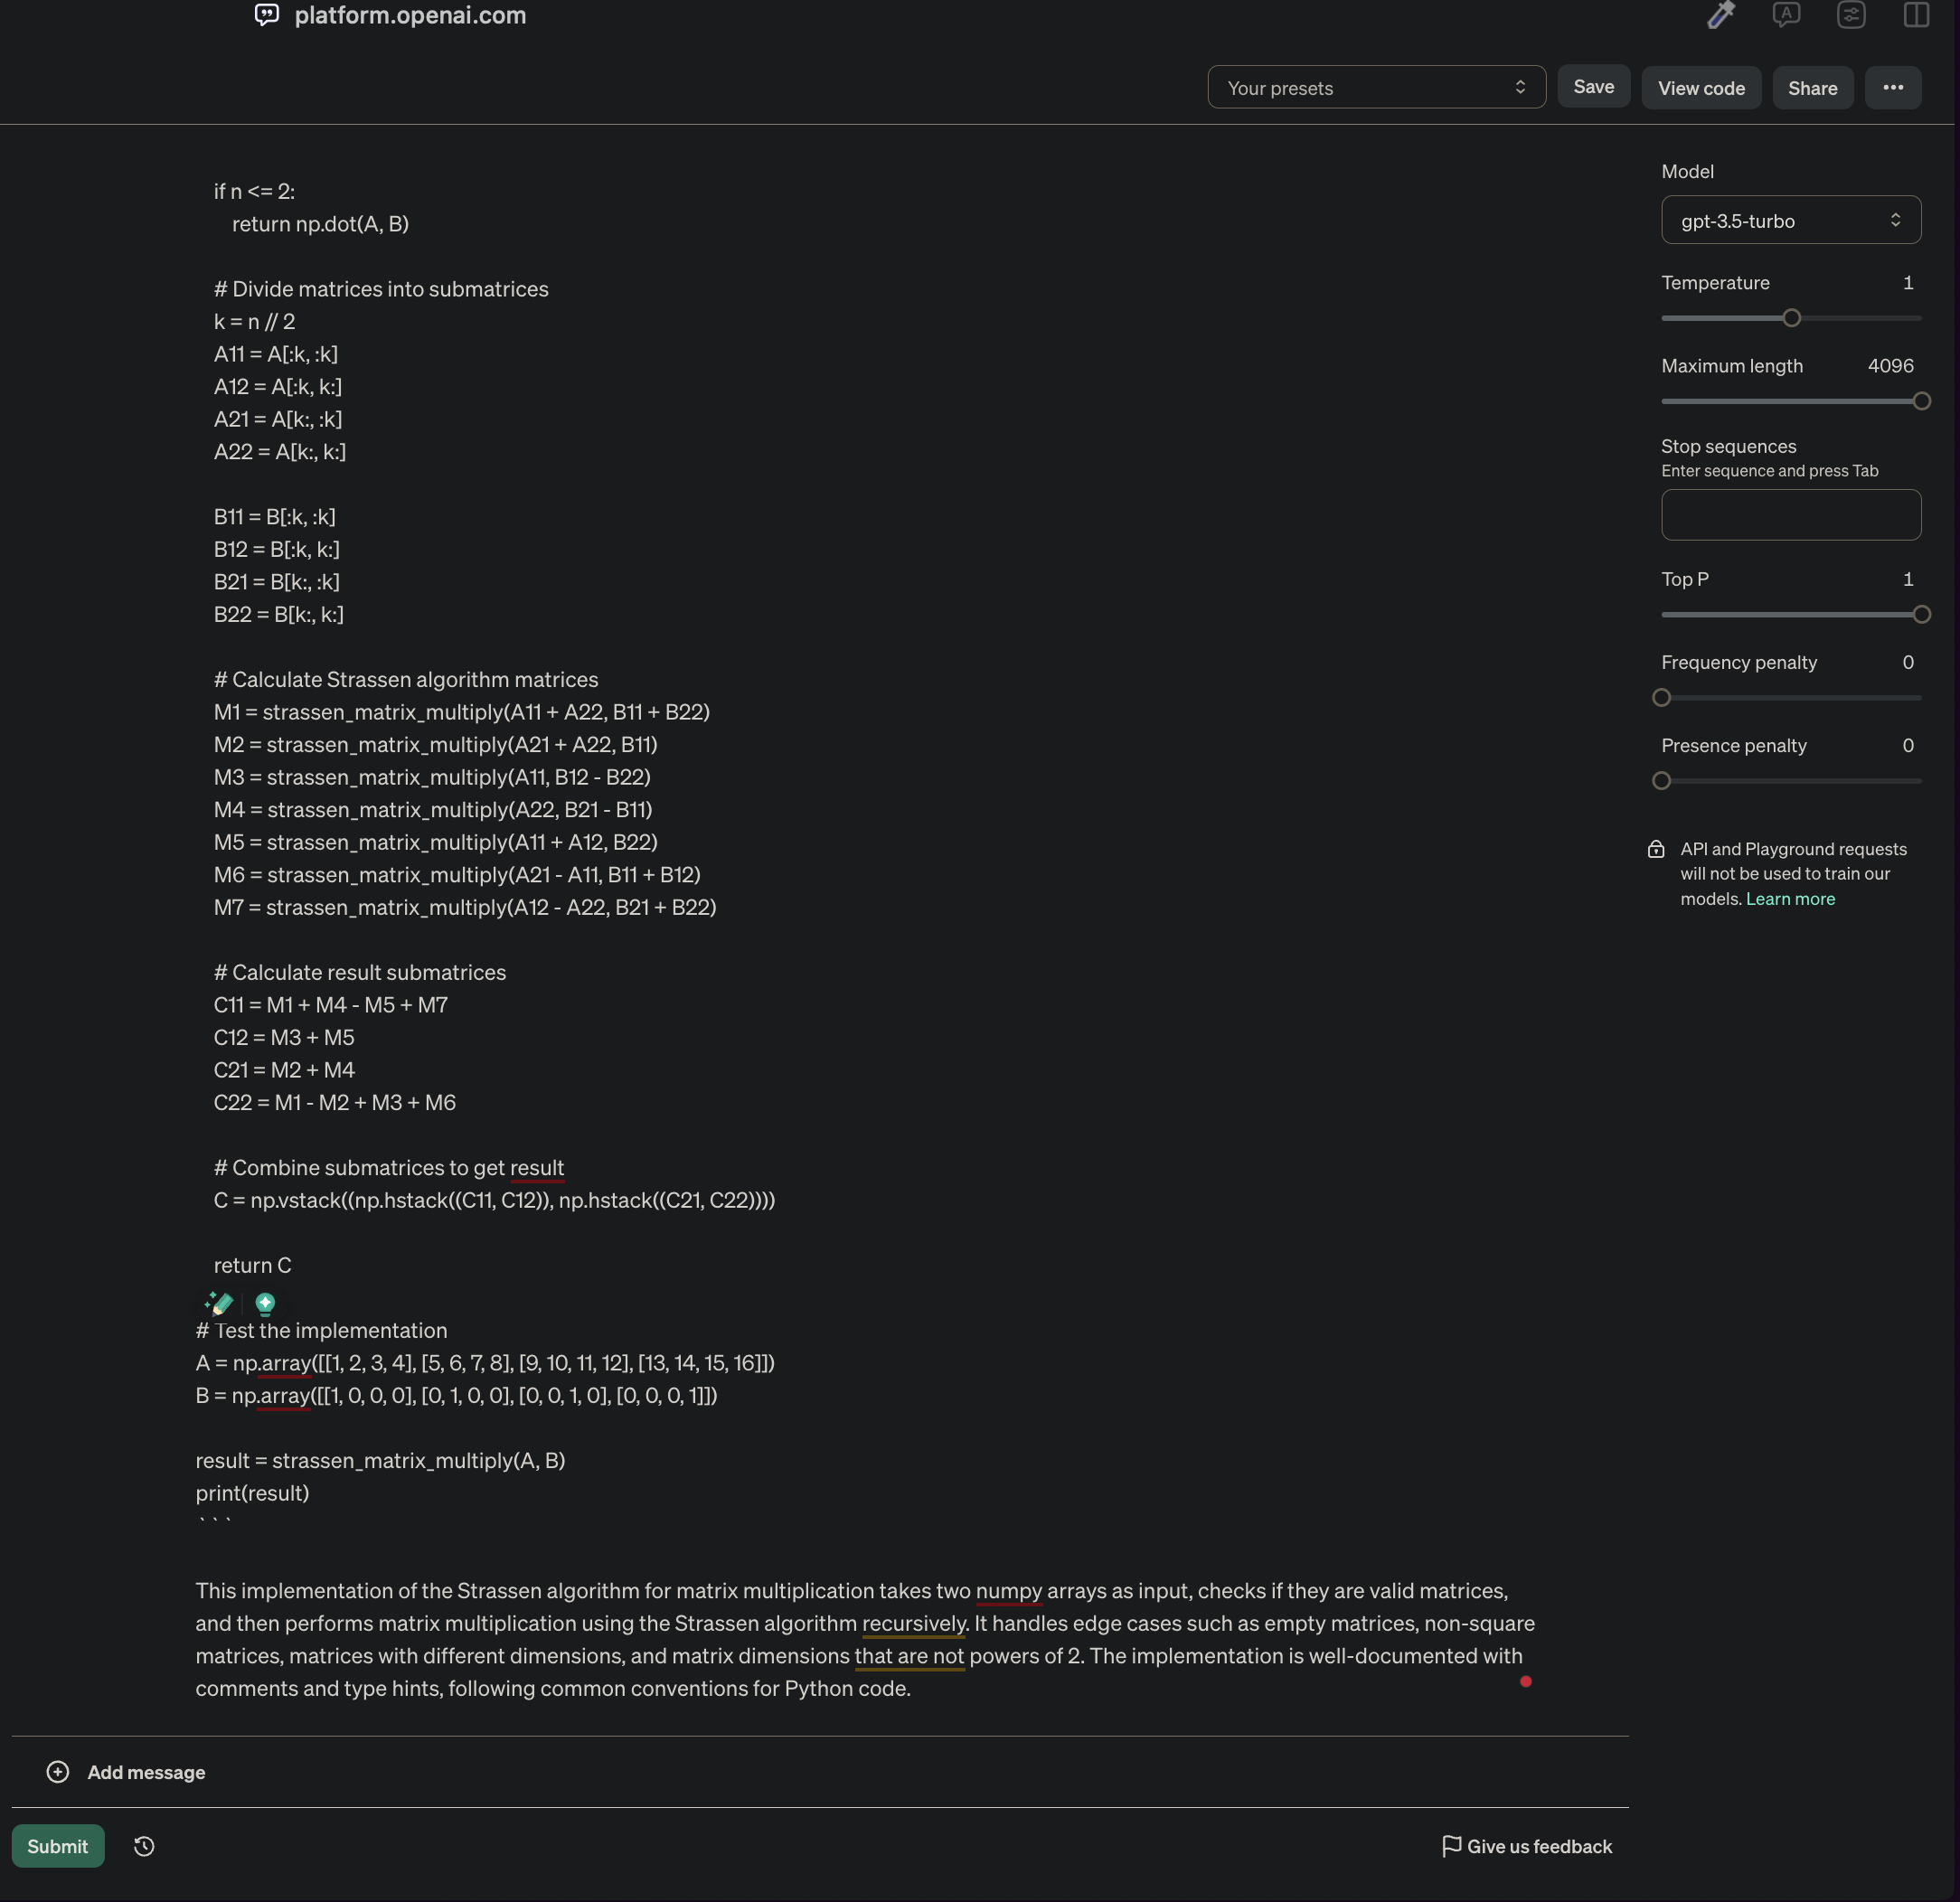 platform.openai.com
Your presets
Save
View code
Share
if n <= 2:
return np.dot(A, B)
# Divide matrices into submatrices
k = n // 2
A11 = A[:k, :k]
A12 = A[:k, k:]
A21 = A[k:, :k]
A22 = A[k:, k:]
B11 = B[:k, :k]
B12 = B[:k, k:]
B21 = B[k:, :k]
B22 = B[k:, k:]
# Calculate Strassen algorithm matrices
M1 = strassen_matrix_multiply(A11 + A22, B11 + B22)
M2 = strassen_matrix_multiply(A21 + A22, B11)
M3 = strassen_matrix_multiply(A11, B12 - B22)
M4 = strassen_matrix_multiply(A22, B21 - B11)
M5 = strassen_matrix_multiply(A11 + A12, B22)
M6 = strassen_matrix_multiply(A21 - A11, B11 + B12)
M7 = strassen_matrix_multiply(A12 - A22, B21 + B22)
# Calculate result submatrices
C11 = M1 + M4 - M5 + M7
C12 = M3 + M5
C21 = M2 + M4
C22 = M1 - M2 + M3 + M6
# Combine submatrices to get result
C = np.vstack((np.hstack((C11, C12)), np.hstack((C21, C22))))
return C
# Test the implementation
A = np.array([[1, 2, 3, 4], [5, 6, 7, 8], [9, 10, 11, 12], [13, 14, 15, 16]])
B = np.array([[1, 0, 0, 0], [0, 1, 0, 0], [0, 0, 1, 0], [0, 0, 0, 1]])
result = strassen_matrix_multiply(A, B)
print(result)
```
This implementation of the Strassen algorithm for matrix multiplication takes two numpy arrays as input, checks if they are valid matrices,
and then performs matrix multiplication using the Strassen algorithm recursively. It handles edge cases such as empty matrices, non-square
matrices, matrices with different dimensions, and matrix dimensions that are not powers of 2. The implementation is well-documented with
comments and type hints, following common conventions for Python code.
Add message
Submit
Give us feedback
Model
gpt-3.5-turbo
Temperature 1
Maximum length 4096
Stop sequences
Enter sequence and press Tab
Top P 1
Frequency penalty 0
Presence penalty 0
API and Playground requests
will not be used to train our
models. Learn more